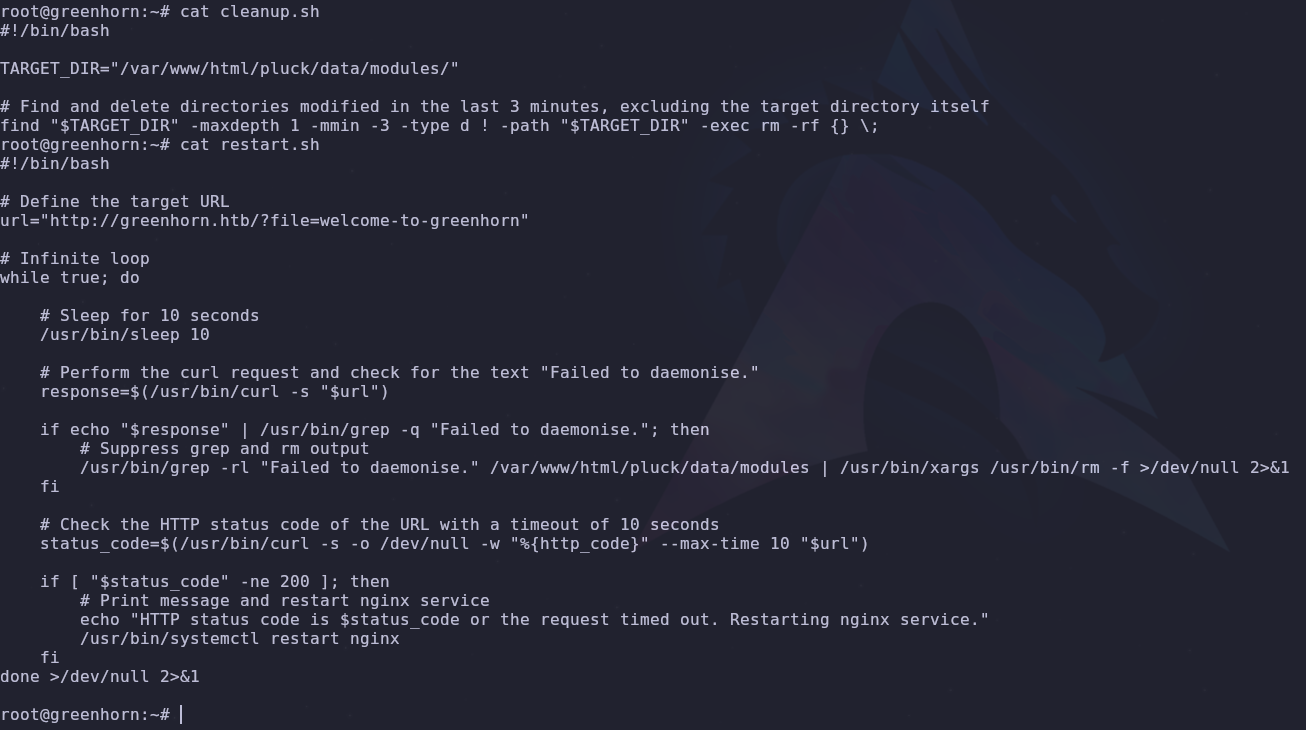 root@greenhorn:~# cat cleanup.sh
#!/bin/bash

TARGET_DIR="/var/www/html/pluck/data/modules/"

# Find and delete directories modified in the last 3 minutes, excluding the target directory itself
find "$TARGET_DIR" -maxdepth 1 -mmin -3 -type d ! -path "$TARGET_DIR" -exec rm -rf {} \;
root@greenhorn:~# cat restart.sh
#!/bin/bash

# Define the target URL
url="http://greenhorn.htb/?file=welcome-to-greenhorn"

# Infinite loop
while true; do

    # Sleep for 10 seconds
    /usr/bin/sleep 10

    # Perform the curl request and check for the text "Failed to daemonise."
    response=$(/usr/bin/curl -s "$url")

    if echo "$response" | /usr/bin/grep -q "Failed to daemonise."; then
        # Suppress grep and rm output
        /usr/bin/grep -rl "Failed to daemonise." /var/www/html/pluck/data/modules | /usr/bin/xargs /usr/bin/rm -f >/dev/null 2>&1
    fi

    # Check the HTTP status code of the URL with a timeout of 10 seconds
    status_code=$(/usr/bin/curl -s -o /dev/null -w "%{http_code}" --max-time 10 "$url")

    if [ "$status_code" -ne 200 ]; then
        # Print message and restart nginx service
        echo "HTTP status code is $status_code or the request timed out. Restarting nginx service."
        /usr/bin/systemctl restart nginx
    fi
done >/dev/null 2>&1

root@greenhorn:~#